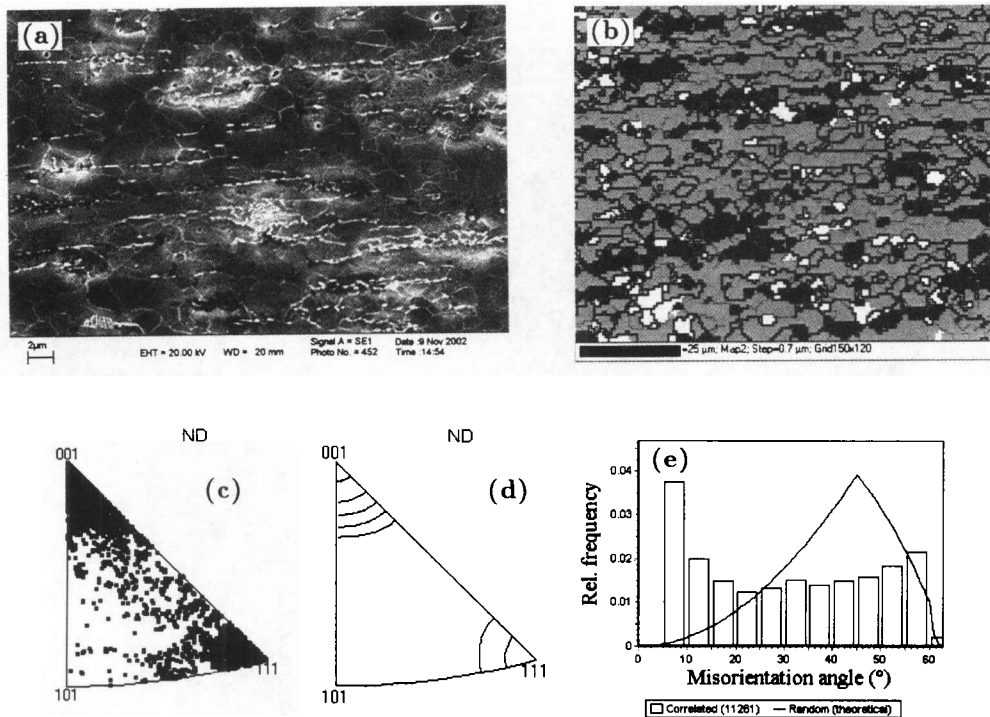 (a)
2µm
EHT = 20.00 kV WD = 20 mm
Signal A = SE1 Date :9 Nov 2002
Photo No. = 452 Time :14:54
(b)
=25 µm; Map2; Step=0.7 µm; Grid150x120
ND
001
(c)
101
111
ND
001
(d)
101
111
(e)
Rel. frequency
0.04
0.03
0.02
0.01
0
0 10 20 30 40 50 60
Misorientation angle (°)
Correlated (11261) Random (theoretical)